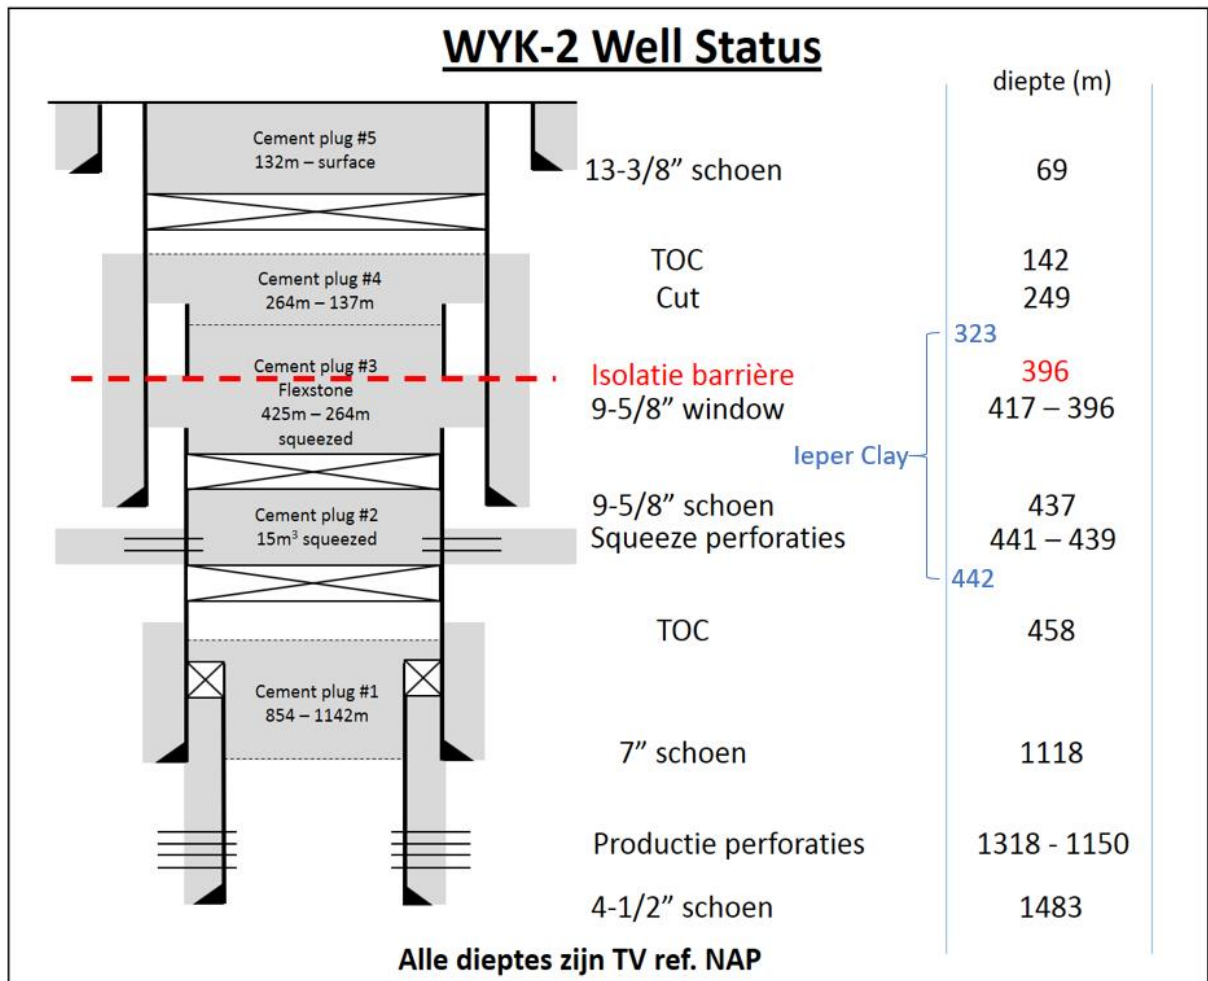 WYK-2 Well Status
diepte (m)
Cement plug #5
132m – surface
13-3/8” schoen
69
TOC
142
Cement plug #4
264m – 137m
Cut
249
323
Cement plug #3
Flexstone
425m – 264m
squeezed
Isolatie barrière
396
9-5/8” window
417 – 396
Ieper Clay
9-5/8” schoen
437
Cement plug #2
15m³ squeezed
Squeeze perforaties
441 – 439
442
TOC
458
Cement plug #1
854 – 1142m
7” schoen
1118
Productie perforaties
1318 - 1150
4-1/2” schoen
1483
Alle dieptes zijn TV ref. NAP